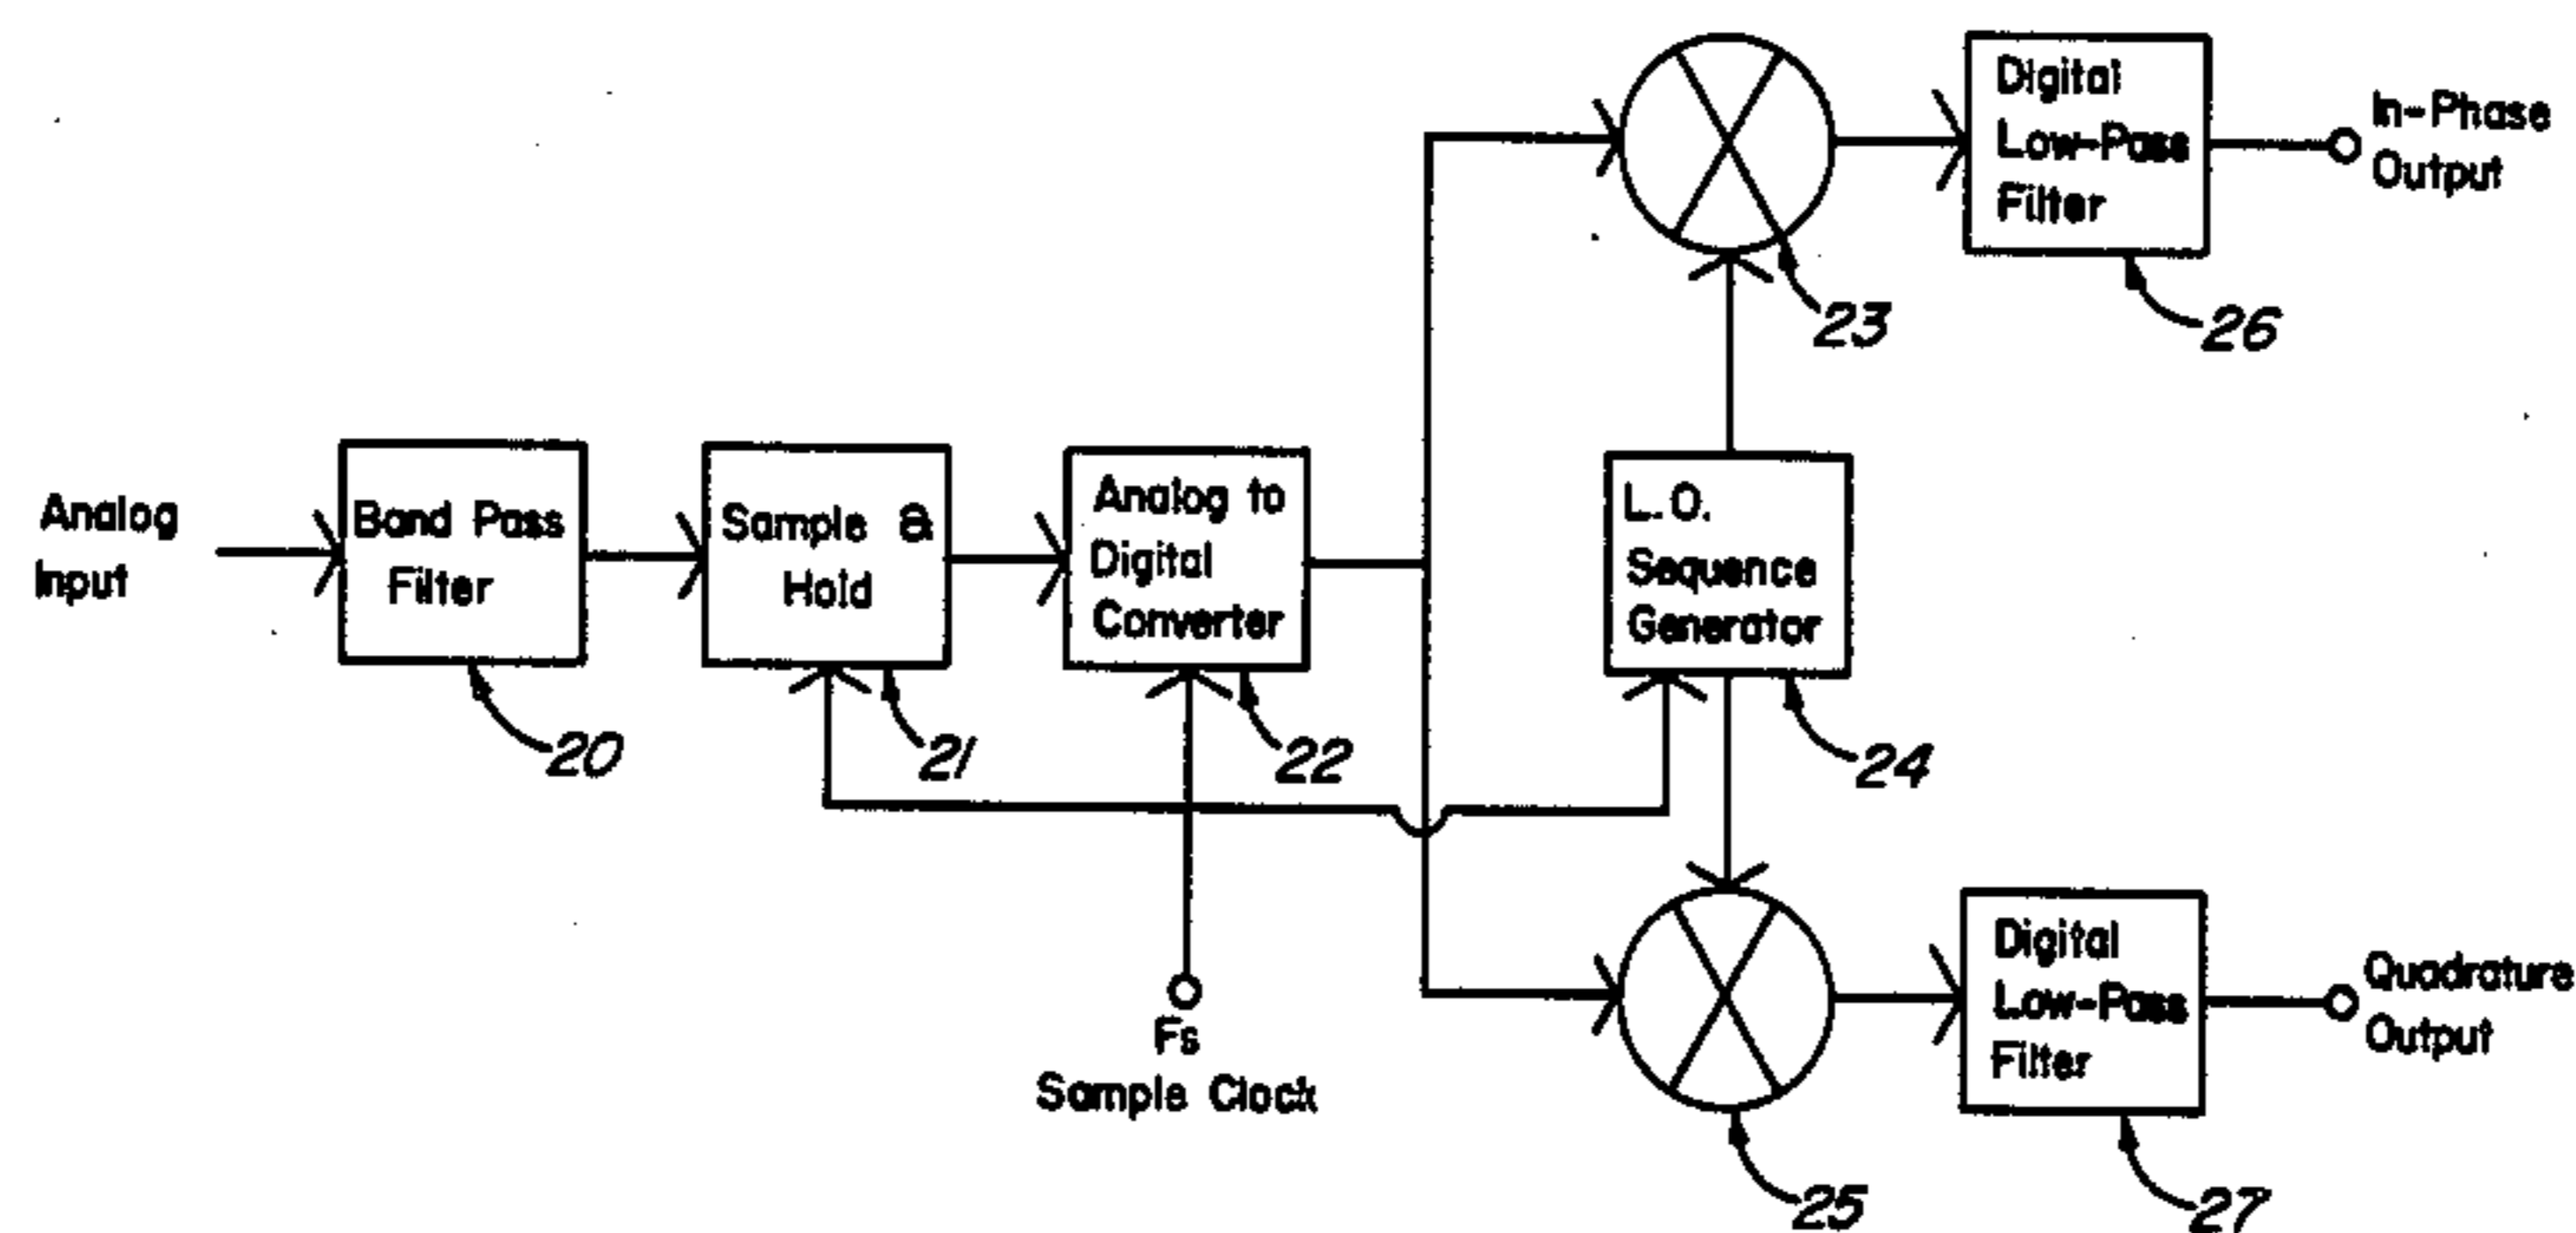 Analog
Input
Band Pass
Filter
20
Sample &
Hold
21
Analog to
Digital
Converter
22
Fs
Sample Clock
L.O.
Sequence
Generator
24
23
Digital
Low-Pass
Filter
26
In-Phase
Output
25
Digital
Low-Pass
Filter
27
Quadrature
Output